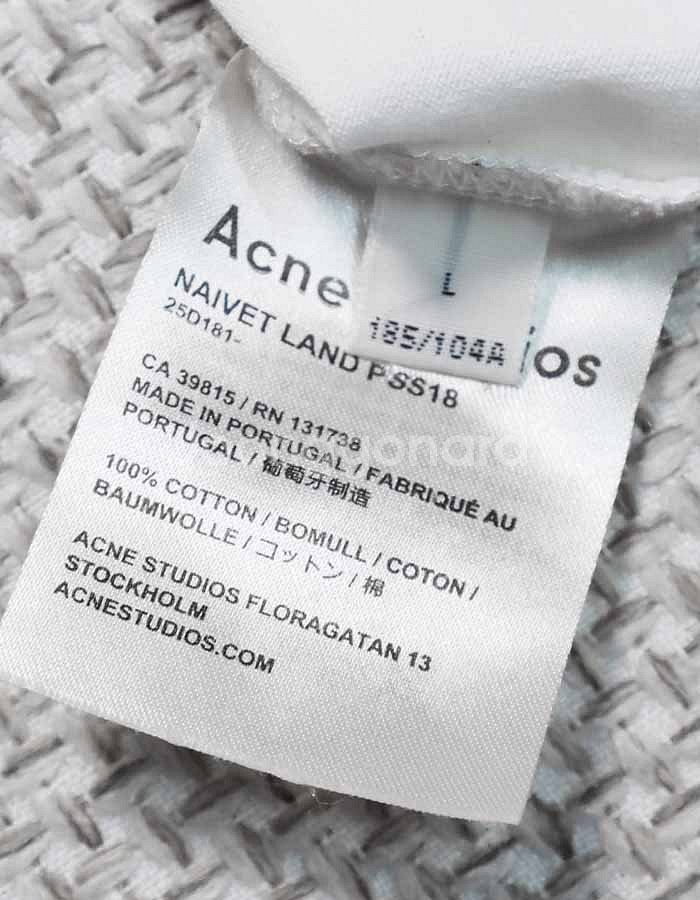 Acne
ios
L
185/104A
NAIVET LAND PSS18
25D181-
CA 39815 / RN 131738
MADE IN PORTUGAL / FABRIQUÉ AU
PORTUGAL / 葡萄牙制造
100% COTTON / BOMULL / COTON /
BAUMWOLLE / コットン / 棉
ACNE STUDIOS FLORAGATAN 13
STOCKHOLM
ACNESTUDIOS.COM